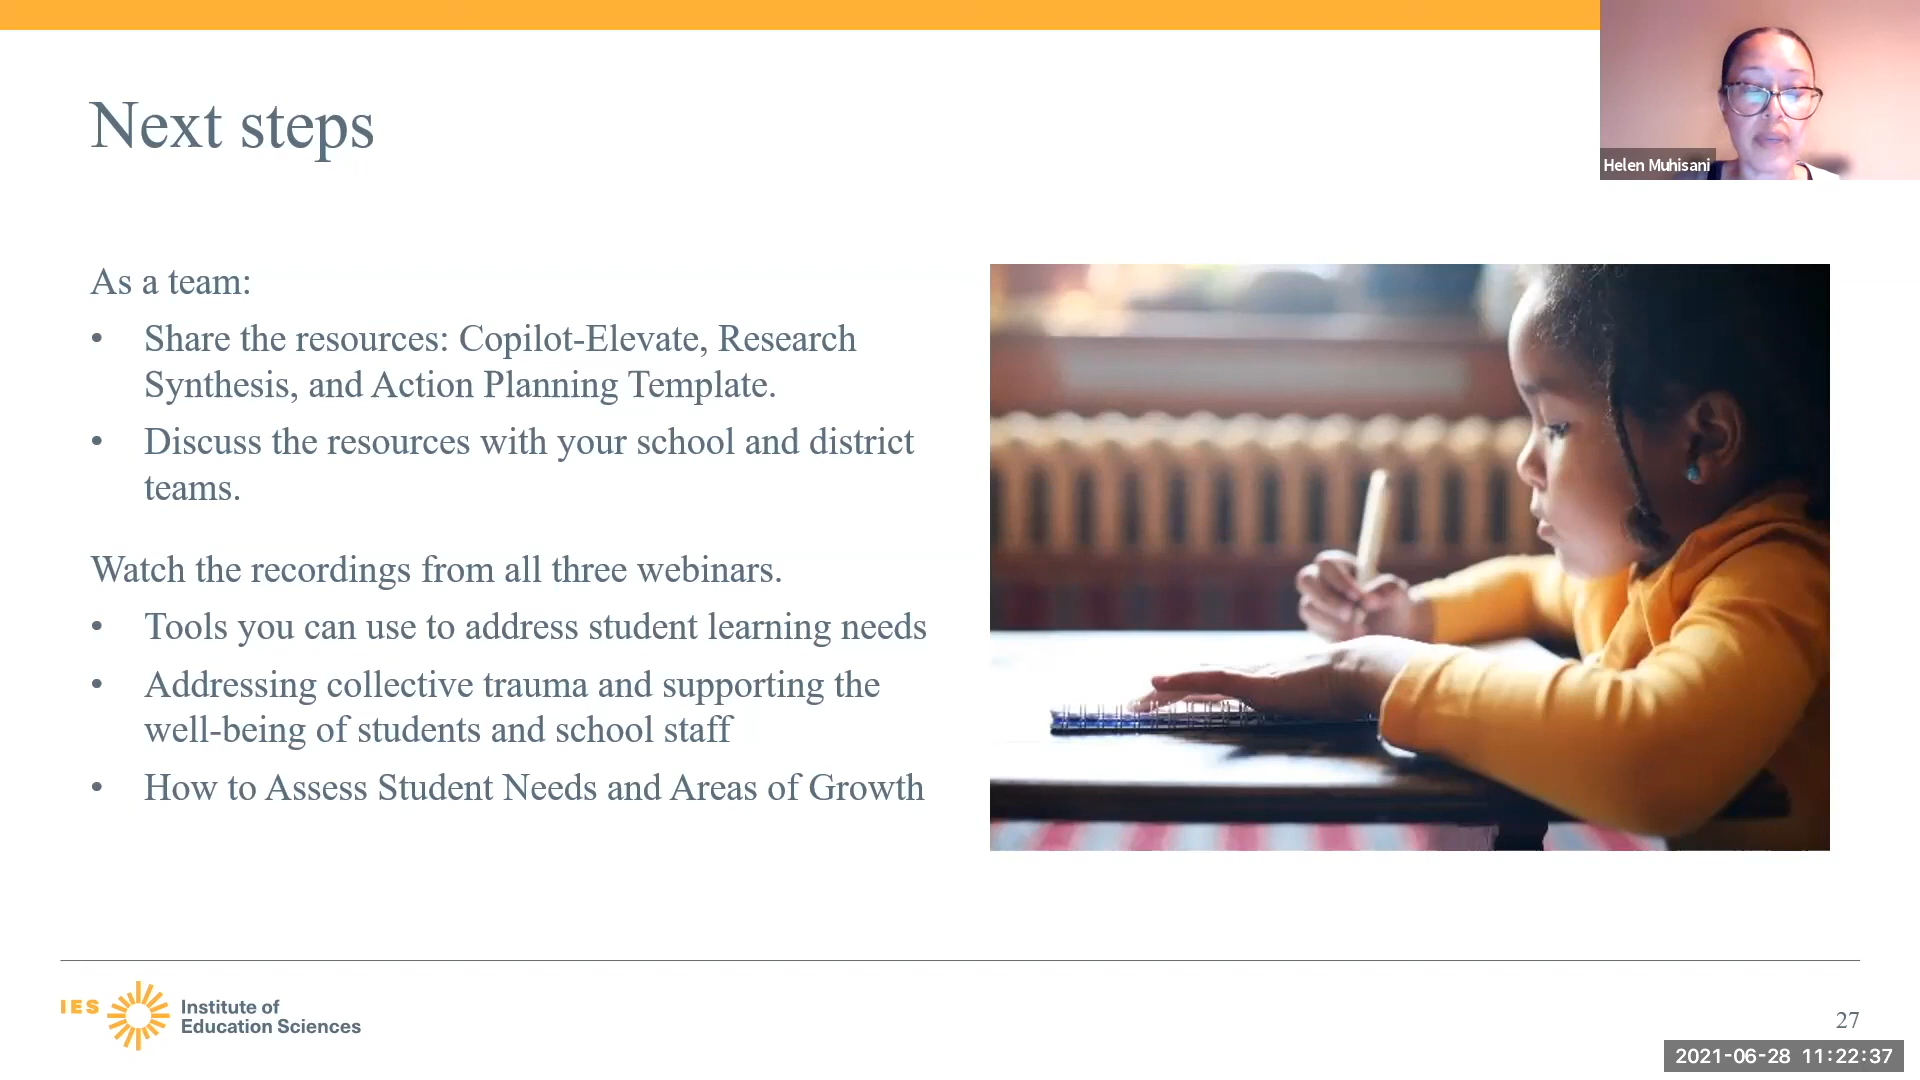 Next steps
Helen Muhisani
As a team:
• Share the resources: Copilot-Elevate, Research
Synthesis, and Action Planning Template.
• Discuss the resources with your school and district
teams.
Watch the recordings from all three webinars.
• Tools you can use to address student learning needs
• Addressing collective trauma and supporting the
well-being of students and school staff
• How to Assess Student Needs and Areas of Growth
IES
Institute of
Education Sciences
27
2021-06-28 11:22:37